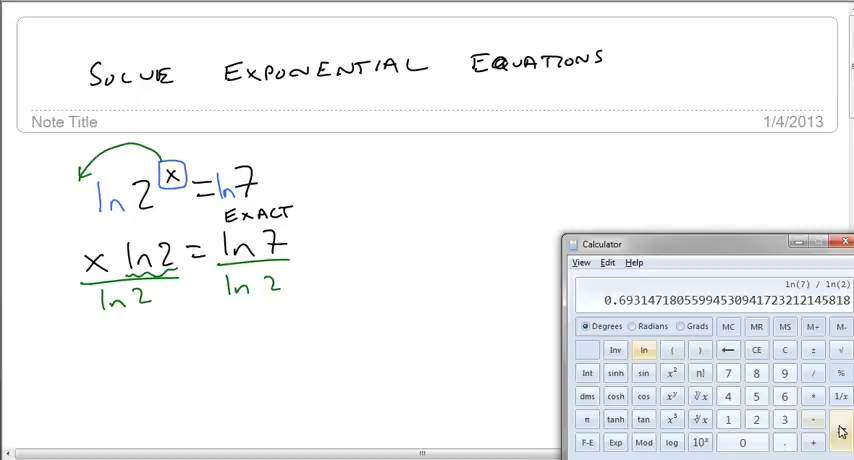 SOLVE EXPONENTIAL EQUATIONS
Note Title 1/4/2013
ln 2^x = ln 7
EXACT
x ln 2 = ln 7
ln 2 ln 2
Calculator
View Edit Help
ln(7) / ln(2)
0.69314718055994530941723212145818
Degrees Radians Grads MC MR MS M+ M-
Inv ln ( ) ← CE C ± √
Int sinh sin x² n! 7 8 9 / %
dms cosh cos xʸ ʸ√x 4 5 6 * 1/x
π tanh tan x³ ³√x 1 2 3 -
F-E Exp Mod log 10ˣ 0 . +